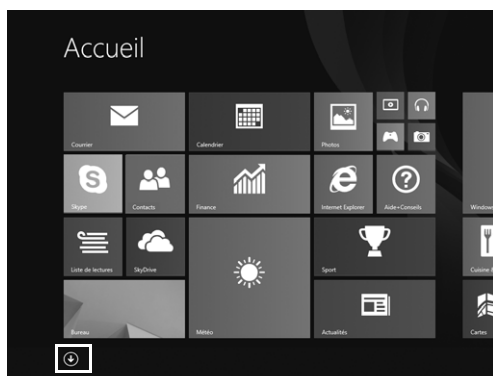 Accueil
Courrier
Calendrier
Photos
Skype
Contacts
Finance
Internet Explorer
Aide+Conseils
Windows
Liste de lectures
SkyDrive
Sport
Cuisine &
Bureau
Météo
Actualités
Cartes